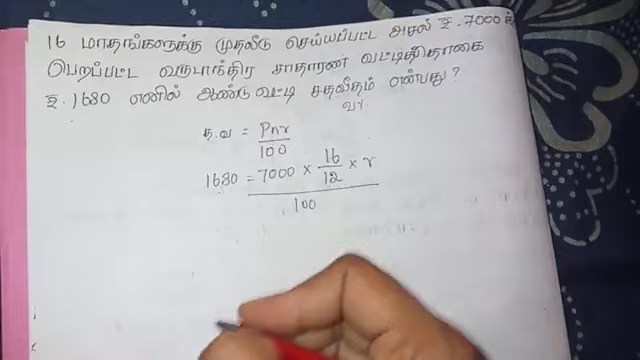 16 மாதங்களுக்கு முதலீடு செய்யப்பட்ட அசல் ₹.7000 க்கு
பெறப்பட்ட வருடாந்திர சாதாரண வட்டித்தொகை
₹.1680 எனில் ஆண்டு வட்டி சதவீதம் என்பது?
த.வ = Pnr
100
1680 = 7000 × 16/12 × r
100